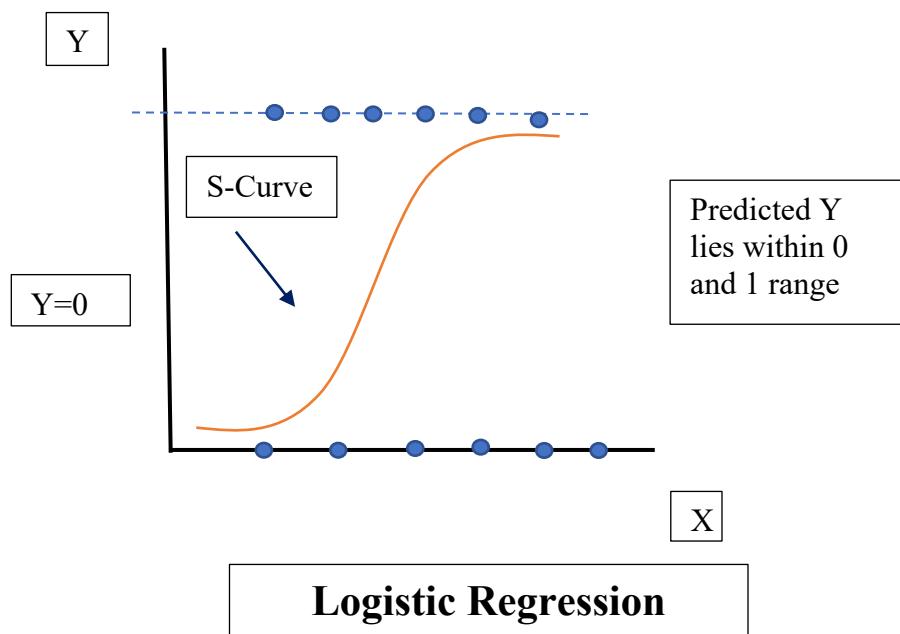 Y
S-Curve
Predicted Y
lies within 0
and 1 range
Y=0
X
Logistic Regression